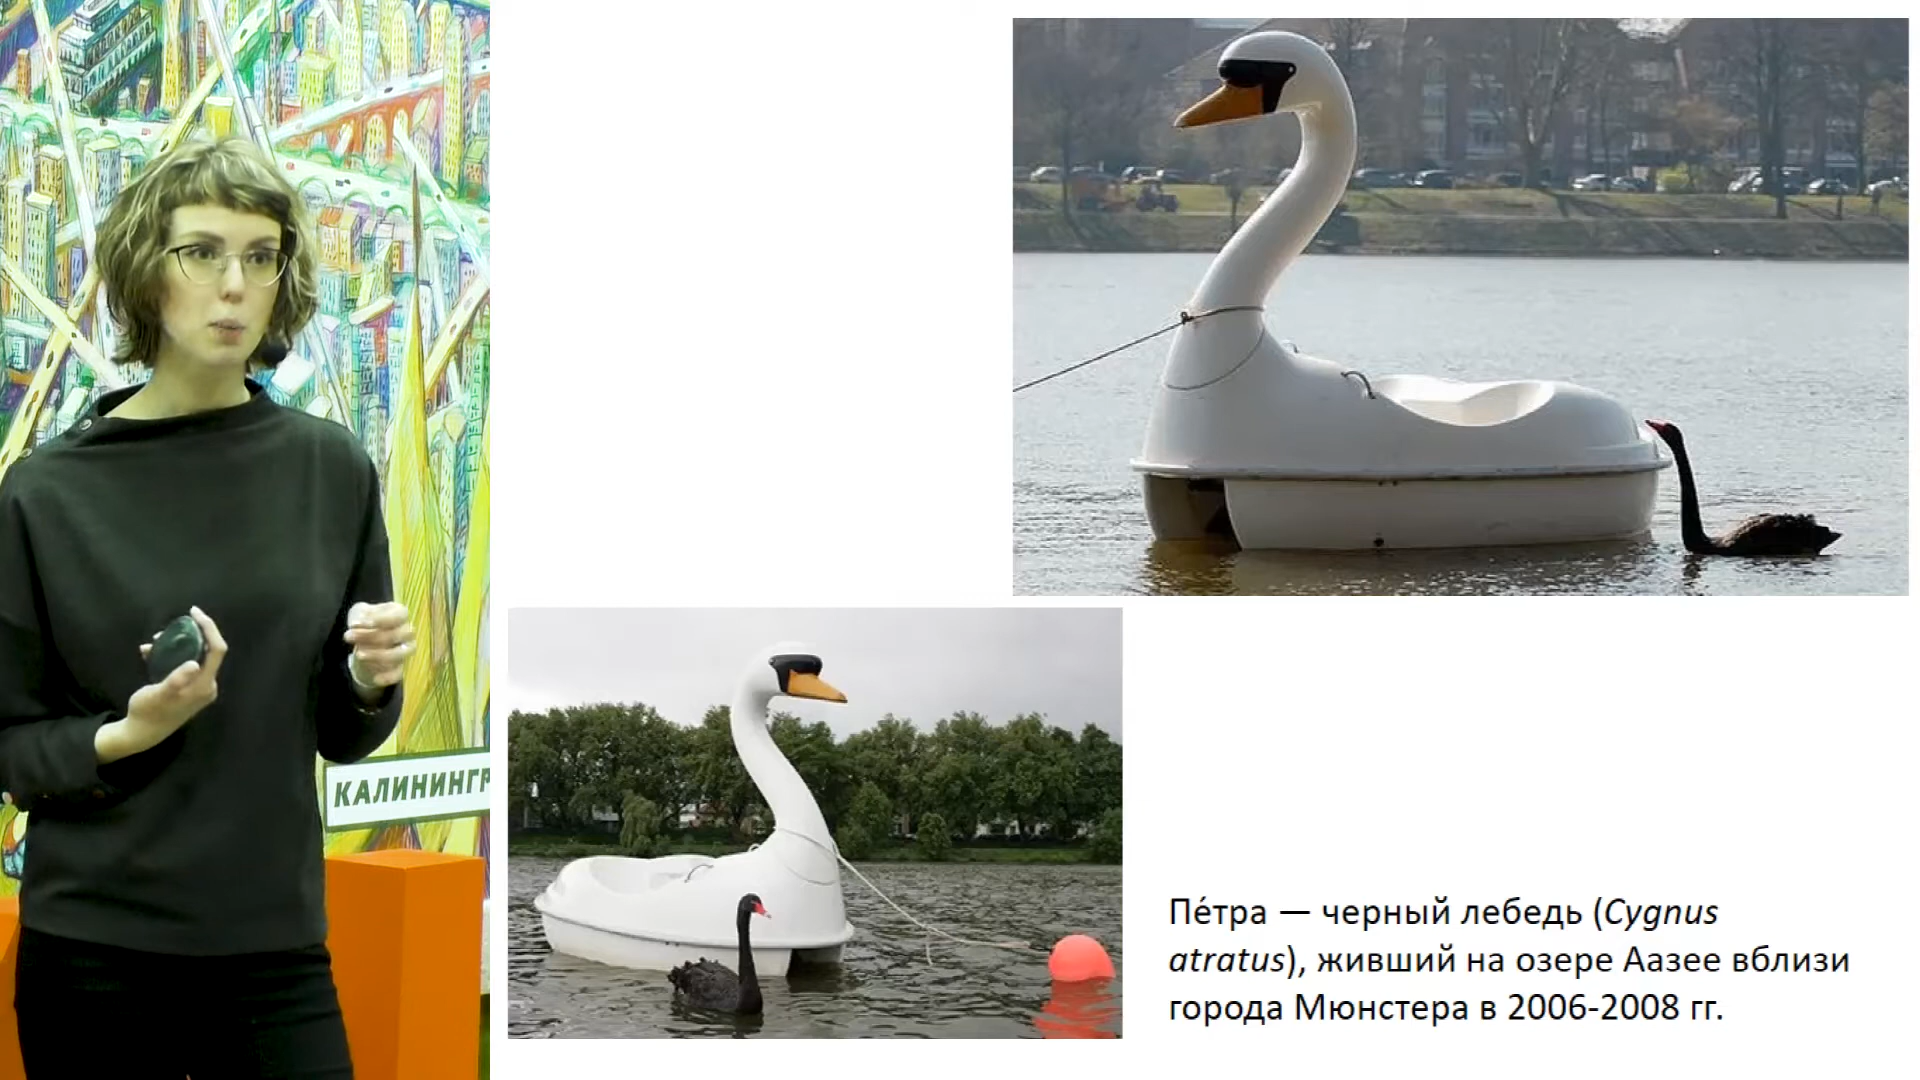 КАЛИНИНГР
Пе́тра — черный лебедь (Cygnus
atratus), живший на озере Аазее вблизи
города Мюнстера в 2006-2008 гг.